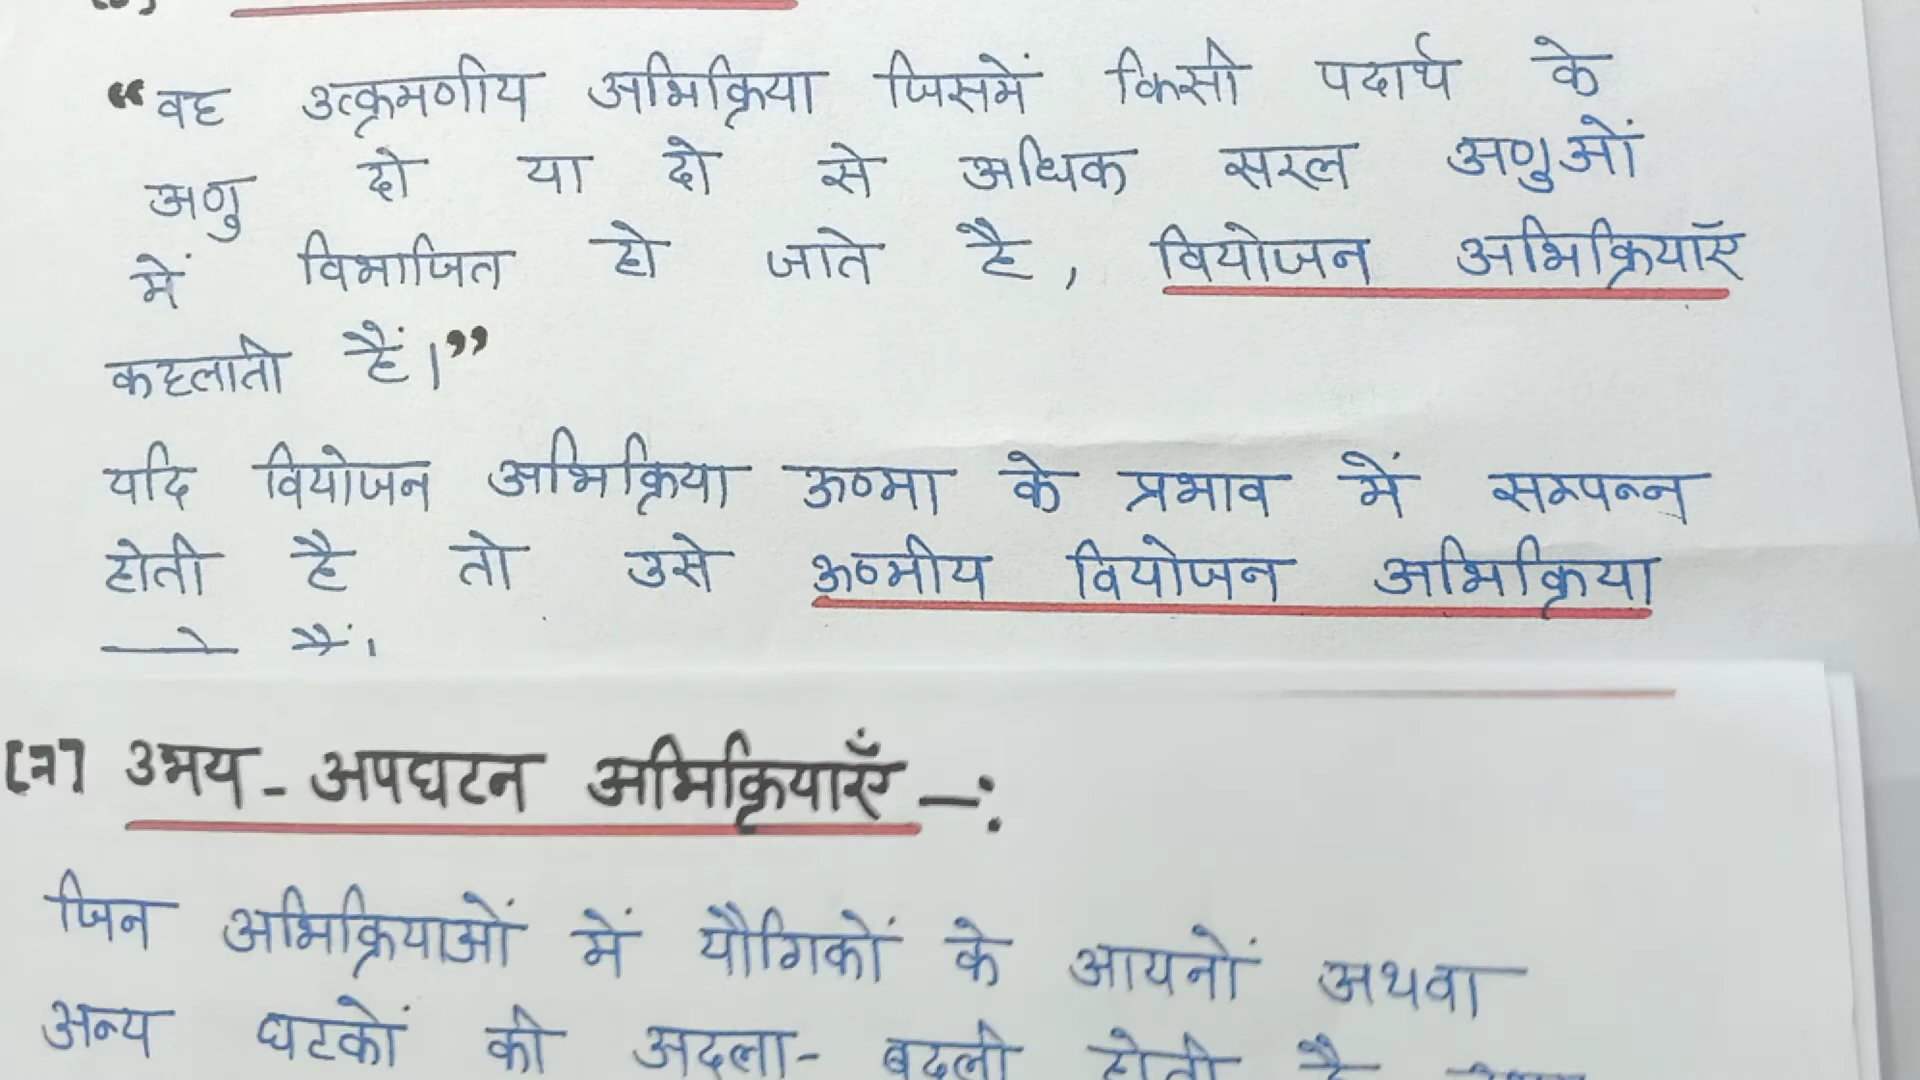 “वह उत्क्रमणीय अभिक्रिया जिसमें किसी पदार्थ के
अणु दो या दो से अधिक सरल अणुओं
में विभाजित हो जाते है, वियोजन अभिक्रियाएँ
कहलाती हैं।”
यदि वियोजन अभिक्रिया ऊष्मा के प्रभाव में सम्पन्न
होती है तो उसे ऊष्मीय वियोजन अभिक्रिया
हैं।
उभय - अपघटन अभिक्रियाएँ -:
जिन अभिक्रियाओं में यौगिकों के आयनों अथवा
अन्य घटकों की अदला- बदली होती है